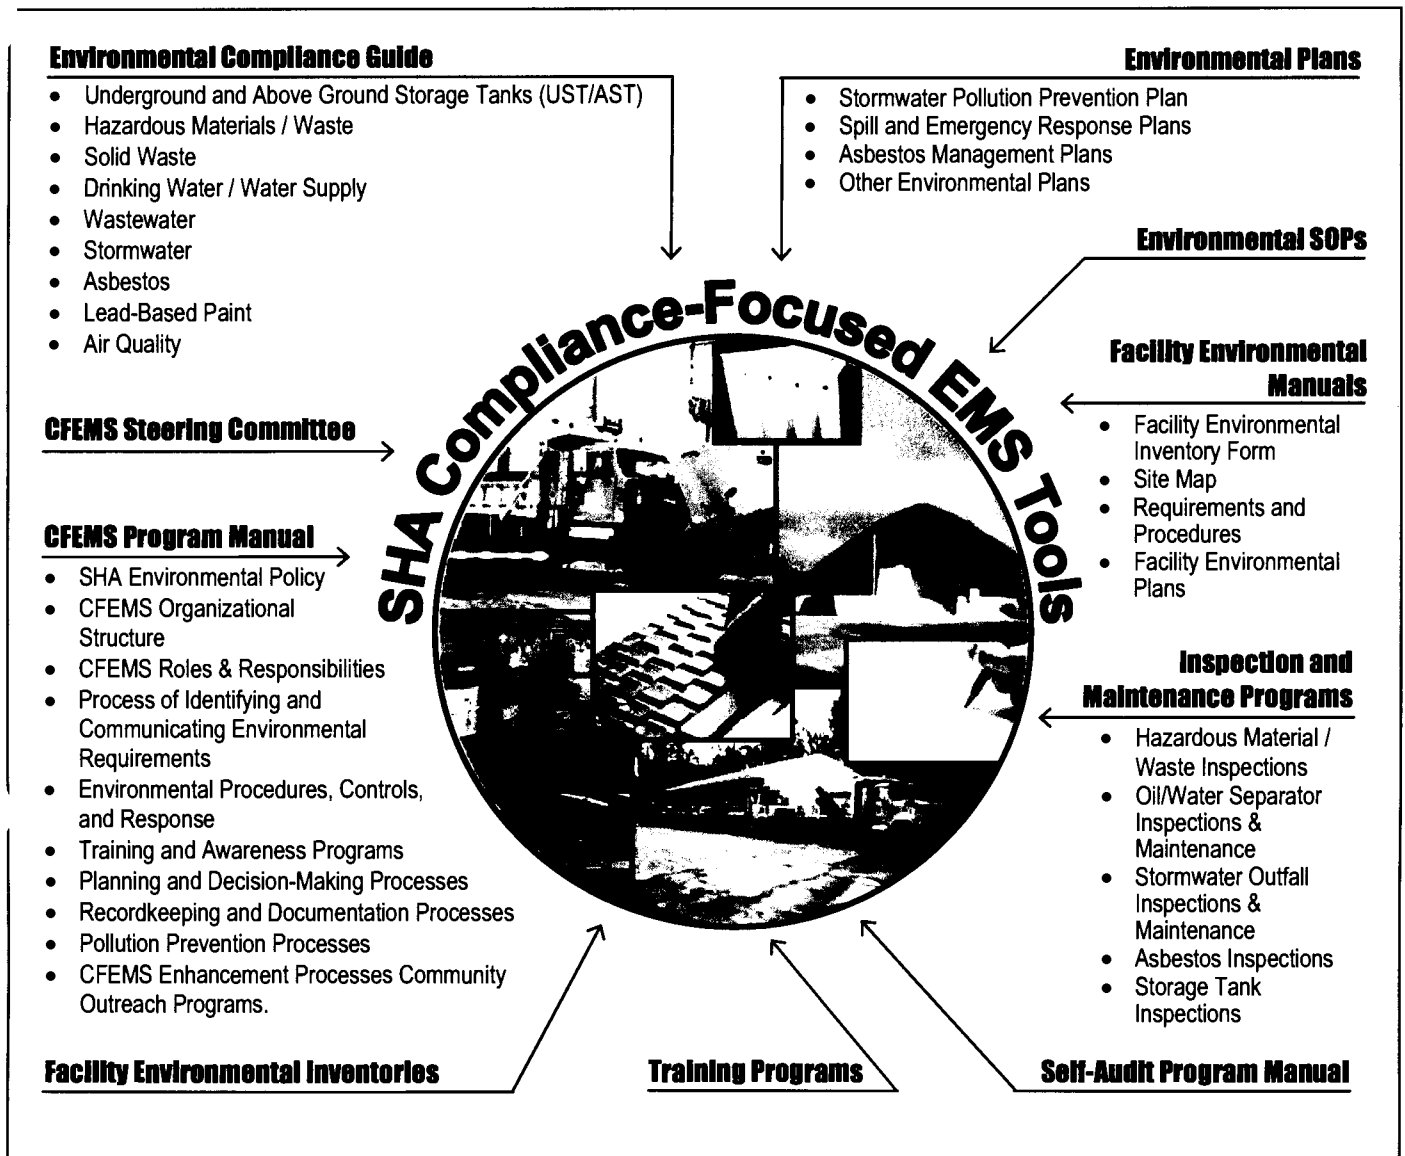 Environmental Compliance Guide
• Underground and Above Ground Storage Tanks (UST/AST)
• Hazardous Materials / Waste
• Solid Waste
• Drinking Water / Water Supply
• Wastewater
• Stormwater
• Asbestos
• Lead-Based Paint
• Air Quality
CFEMS Steering Committee
CFEMS Program Manual
• SHA Environmental Policy
• CFEMS Organizational
Structure
• CFEMS Roles & Responsibilities
• Process of Identifying and
Communicating Environmental
Requirements
• Environmental Procedures, Controls,
and Response
• Training and Awareness Programs
• Planning and Decision-Making Processes
• Recordkeeping and Documentation Processes
• Pollution Prevention Processes
• CFEMS Enhancement Processes Community
Outreach Programs.
Facility Environmental Inventories
SHA Compliance-Focused EMS Tools
Training Programs
Environmental Plans
• Stormwater Pollution Prevention Plan
• Spill and Emergency Response Plans
• Asbestos Management Plans
• Other Environmental Plans
Environmental SOPs
Facility Environmental
Manuals
• Facility Environmental
Inventory Form
• Site Map
• Requirements and
Procedures
• Facility Environmental
Plans
Inspection and
Maintenance Programs
• Hazardous Material /
Waste Inspections
• Oil/Water Separator
Inspections &
Maintenance
• Stormwater Outfall
Inspections &
Maintenance
• Asbestos Inspections
• Storage Tank
Inspections
Self-Audit Program Manual